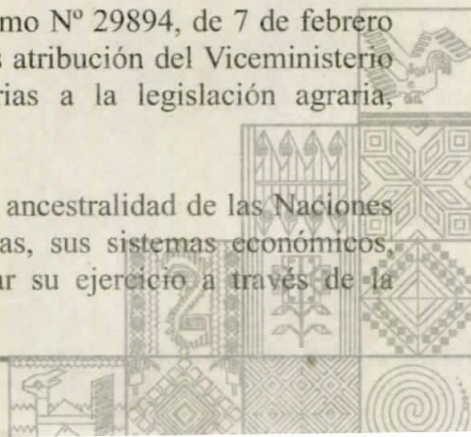 mo Nº 29894, de 7 de febrero
s atribución del Viceministerio
rias a la legislación agraria,
ancestralidad de las Naciones
as, sus sistemas económicos,
ar su ejercicio a través de la